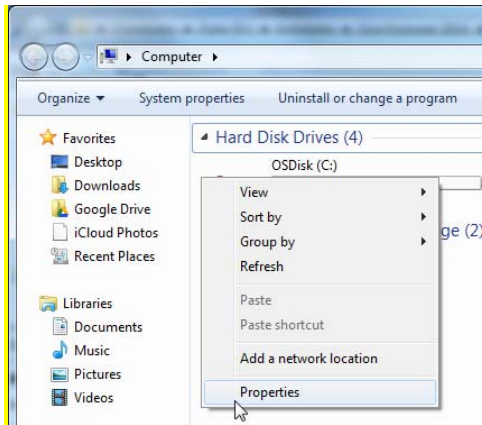 Computer
Organize System properties Uninstall or change a program
Favorites
Desktop
Downloads
Google Drive
iCloud Photos
Recent Places
Libraries
Documents
Music
Pictures
Videos
Hard Disk Drives (4)
OSDisk (C:)
ge (2)
View
Sort by
Group by
Refresh
Paste
Paste shortcut
Add a network location
Properties